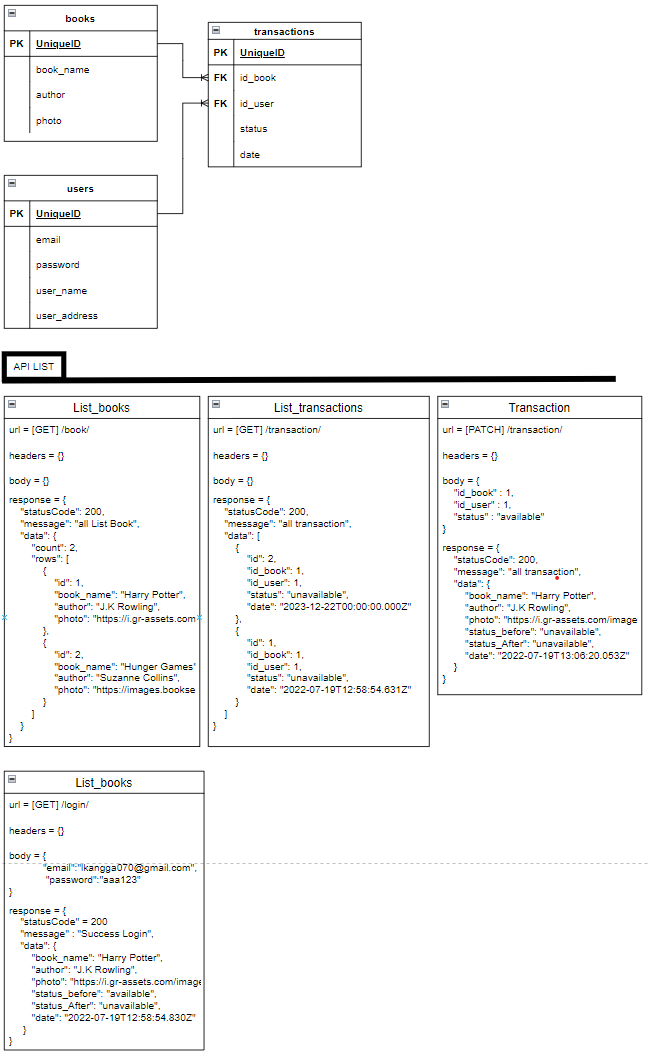 books
PK UniqueID
book_name
author
photo
transactions
PK UniqueID
FK id_book
FK id_user
status
date
users
PK UniqueID
email
password
user_name
user_address
API LIST
List_books
url = [GET] /book/
headers = {}
body = {}
response = {
"statusCode": 200,
"message": "all List Book",
"data": {
"count": 2,
"rows": [
{
"id": 1,
"book_name": "Harry Potter",
"author": "J.K Rowling",
"photo": "https://i.gr-assets.com
},
{
"id": 2,
"book_name": "Hunger Games"
"author": "Suzanne Collins",
"photo": "https://images.bookse
}
]
}
}
List_transactions
url = [GET] /transaction/
headers = {}
body = {}
response = {
"statusCode": 200,
"message": "all transaction",
"data": [
{
"id": 2,
"id_book": 1,
"id_user": 1,
"status": "unavailable",
"date": "2023-12-22T00:00:00.000Z"
},
{
"id": 1,
"id_book": 1,
"id_user": 1,
"status": "unavailable",
"date": "2022-07-19T12:58:54.631Z"
}
]
}
Transaction
url = [PATCH] /transaction/
headers = {}
body = {
"id_book" : 1,
"id_user" : 1,
"status" : "available"
}
response = {
"statusCode": 200,
"message": "all transaction",
"data": {
"book_name": "Harry Potter",
"author": "J.K Rowling",
"photo": "https://i.gr-assets.com/image
"status_before": "unavailable",
"status_After": "unavailable",
"date": "2022-07-19T13:06:20.053Z"
}
}
List_books
url = [GET] /login/
headers = {}
body = {
"email":"lkangga070@gmail.com",
"password":"aaa123"
}
response = {
"statusCode" = 200
"message" : "Success Login",
"data": {
"book_name": "Harry Potter",
"author": "J.K Rowling",
"photo": "https://i.gr-assets.com/image
"status_before": "available",
"status_After": "unavailable",
"date": "2022-07-19T12:58:54.830Z"
}
}